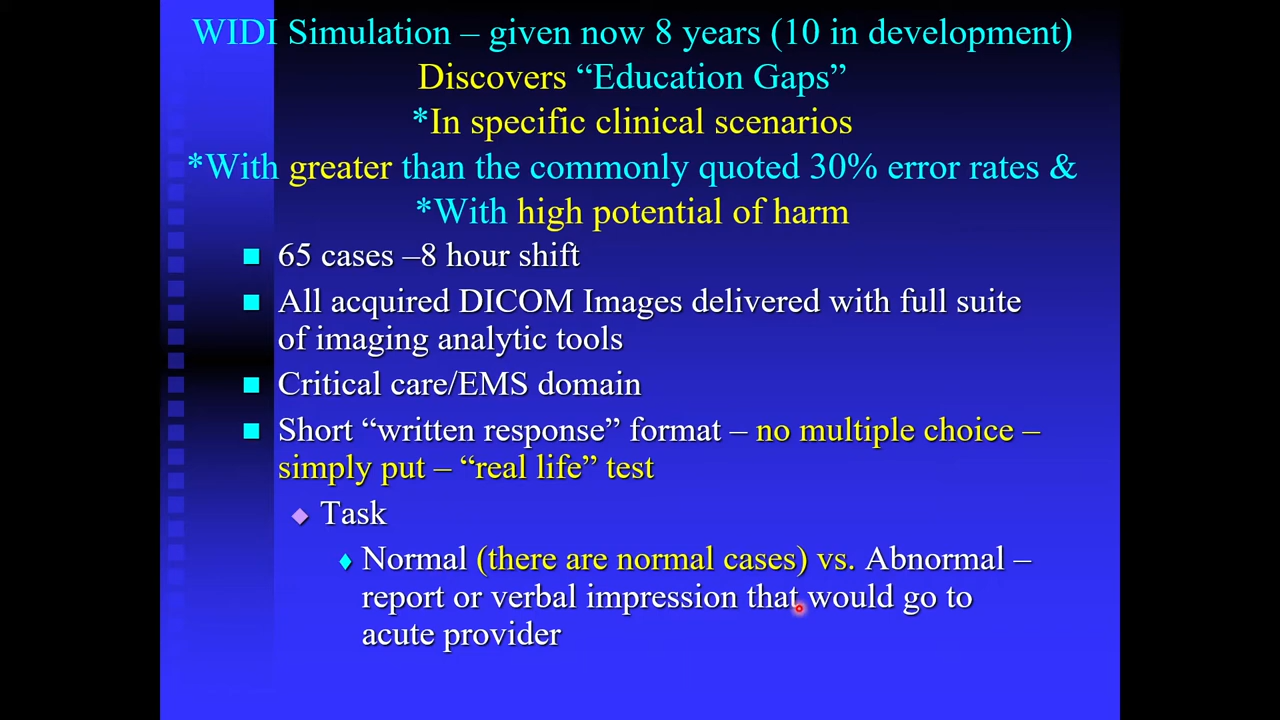 WIDI Simulation – given now 8 years (10 in development)
Discovers “Education Gaps”
*In specific clinical scenarios
*With greater than the commonly quoted 30% error rates &
*With high potential of harm
65 cases –8 hour shift
All acquired DICOM Images delivered with full suite
of imaging analytic tools
Critical care/EMS domain
Short “written response” format – no multiple choice –
simply put – “real life” test
Task
Normal (there are normal cases) vs. Abnormal –
report or verbal impression that would go to
acute provider